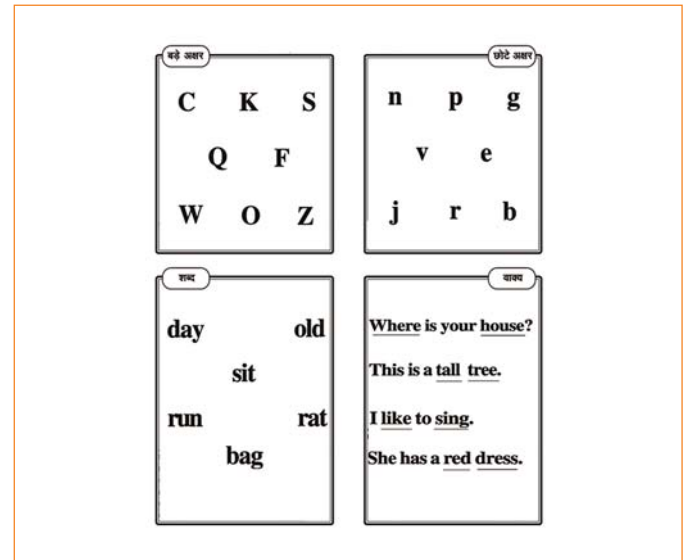 बड़े अक्षर
C K S
Q F
W O Z
छोटे अक्षर
n p g
v e
j r b
शब्द
day old
sit
run rat
bag
वाक्य
Where is your house?
This is a tall tree.
I like to sing.
She has a red dress.